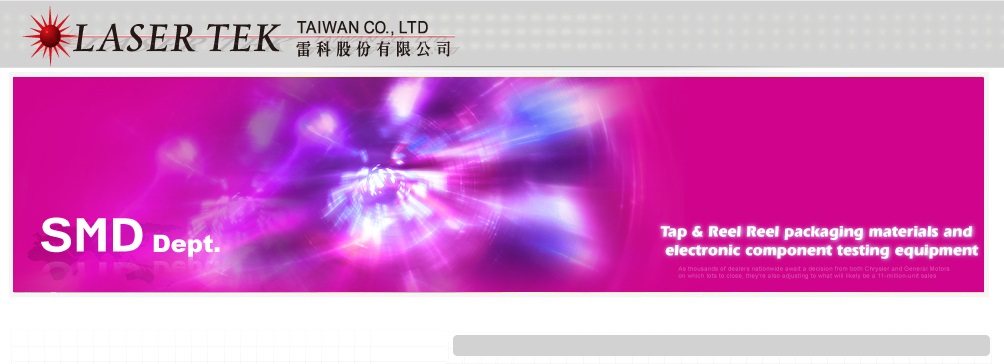 LASER TEK TAIWAN CO., LTD
雷科股份有限公司
SMD Dept.
Tap & Reel Reel packaging materials and
electronic component testing equipment
As thousands of dealers nationwide await a decision from both Chrysler and General Motors
on which lots to close, they're also adjusting to what will likely be a 11-million-unit sales